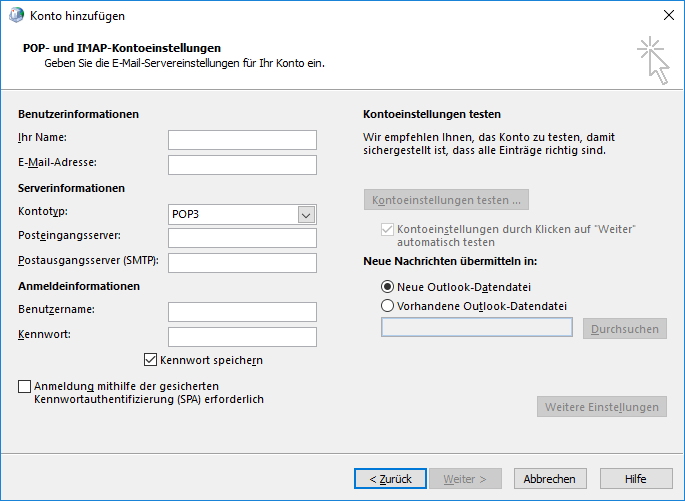 Konto hinzufügen
POP- und IMAP-Kontoeinstellungen
Geben Sie die E-Mail-Servereinstellungen für Ihr Konto ein.
Benutzerinformationen
Ihr Name:
E-Mail-Adresse:
Serverinformationen
Kontotyp:
POP3
Posteingangsserver:
Postausgangsserver (SMTP):
Anmeldeinformationen
Benutzername:
Kennwort:
Kennwort speichern
Anmeldung mithilfe der gesicherten
Kennwortauthentifizierung (SPA) erforderlich
Kontoeinstellungen testen
Wir empfehlen Ihnen, das Konto zu testen, damit
sichergestellt ist, dass alle Einträge richtig sind.
Kontoeinstellungen testen ...
Kontoeinstellungen durch Klicken auf "Weiter"
automatisch testen
Neue Nachrichten übermitteln in:
Neue Outlook-Datendatei
Vorhandene Outlook-Datendatei
Durchsuchen
Weitere Einstellungen
< Zurück
Weiter >
Abbrechen
Hilfe